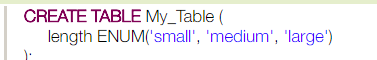 CREATE TABLE My_Table (
length ENUM('small', 'medium', 'large')
);